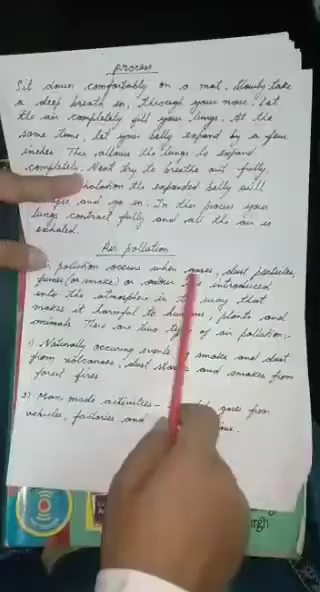 process
Sit down comfortably on a mat. Slowly take
a deep breath in, through your nose. Let
the air completely fill your lungs. At the
same time, let your belly expand by a few
inches. This allows the lungs to expand
completely. Next try to breathe out fully.
the expanded belly will
and go in. In this process your
lungs contract fully and all the air is
exhaled.
Air pollution
pollution occurs when gases, dust particles,
fumes (or smoke) or odour introduced
into the atmosphere in way that
makes it harmful to plants and
animals There are two of air pollution:-
1) Naturally occuring events smoke and dust
from volcanoes, dust and smokes from
forest fires
2) Man made activities - gases from
vehicles, factories and